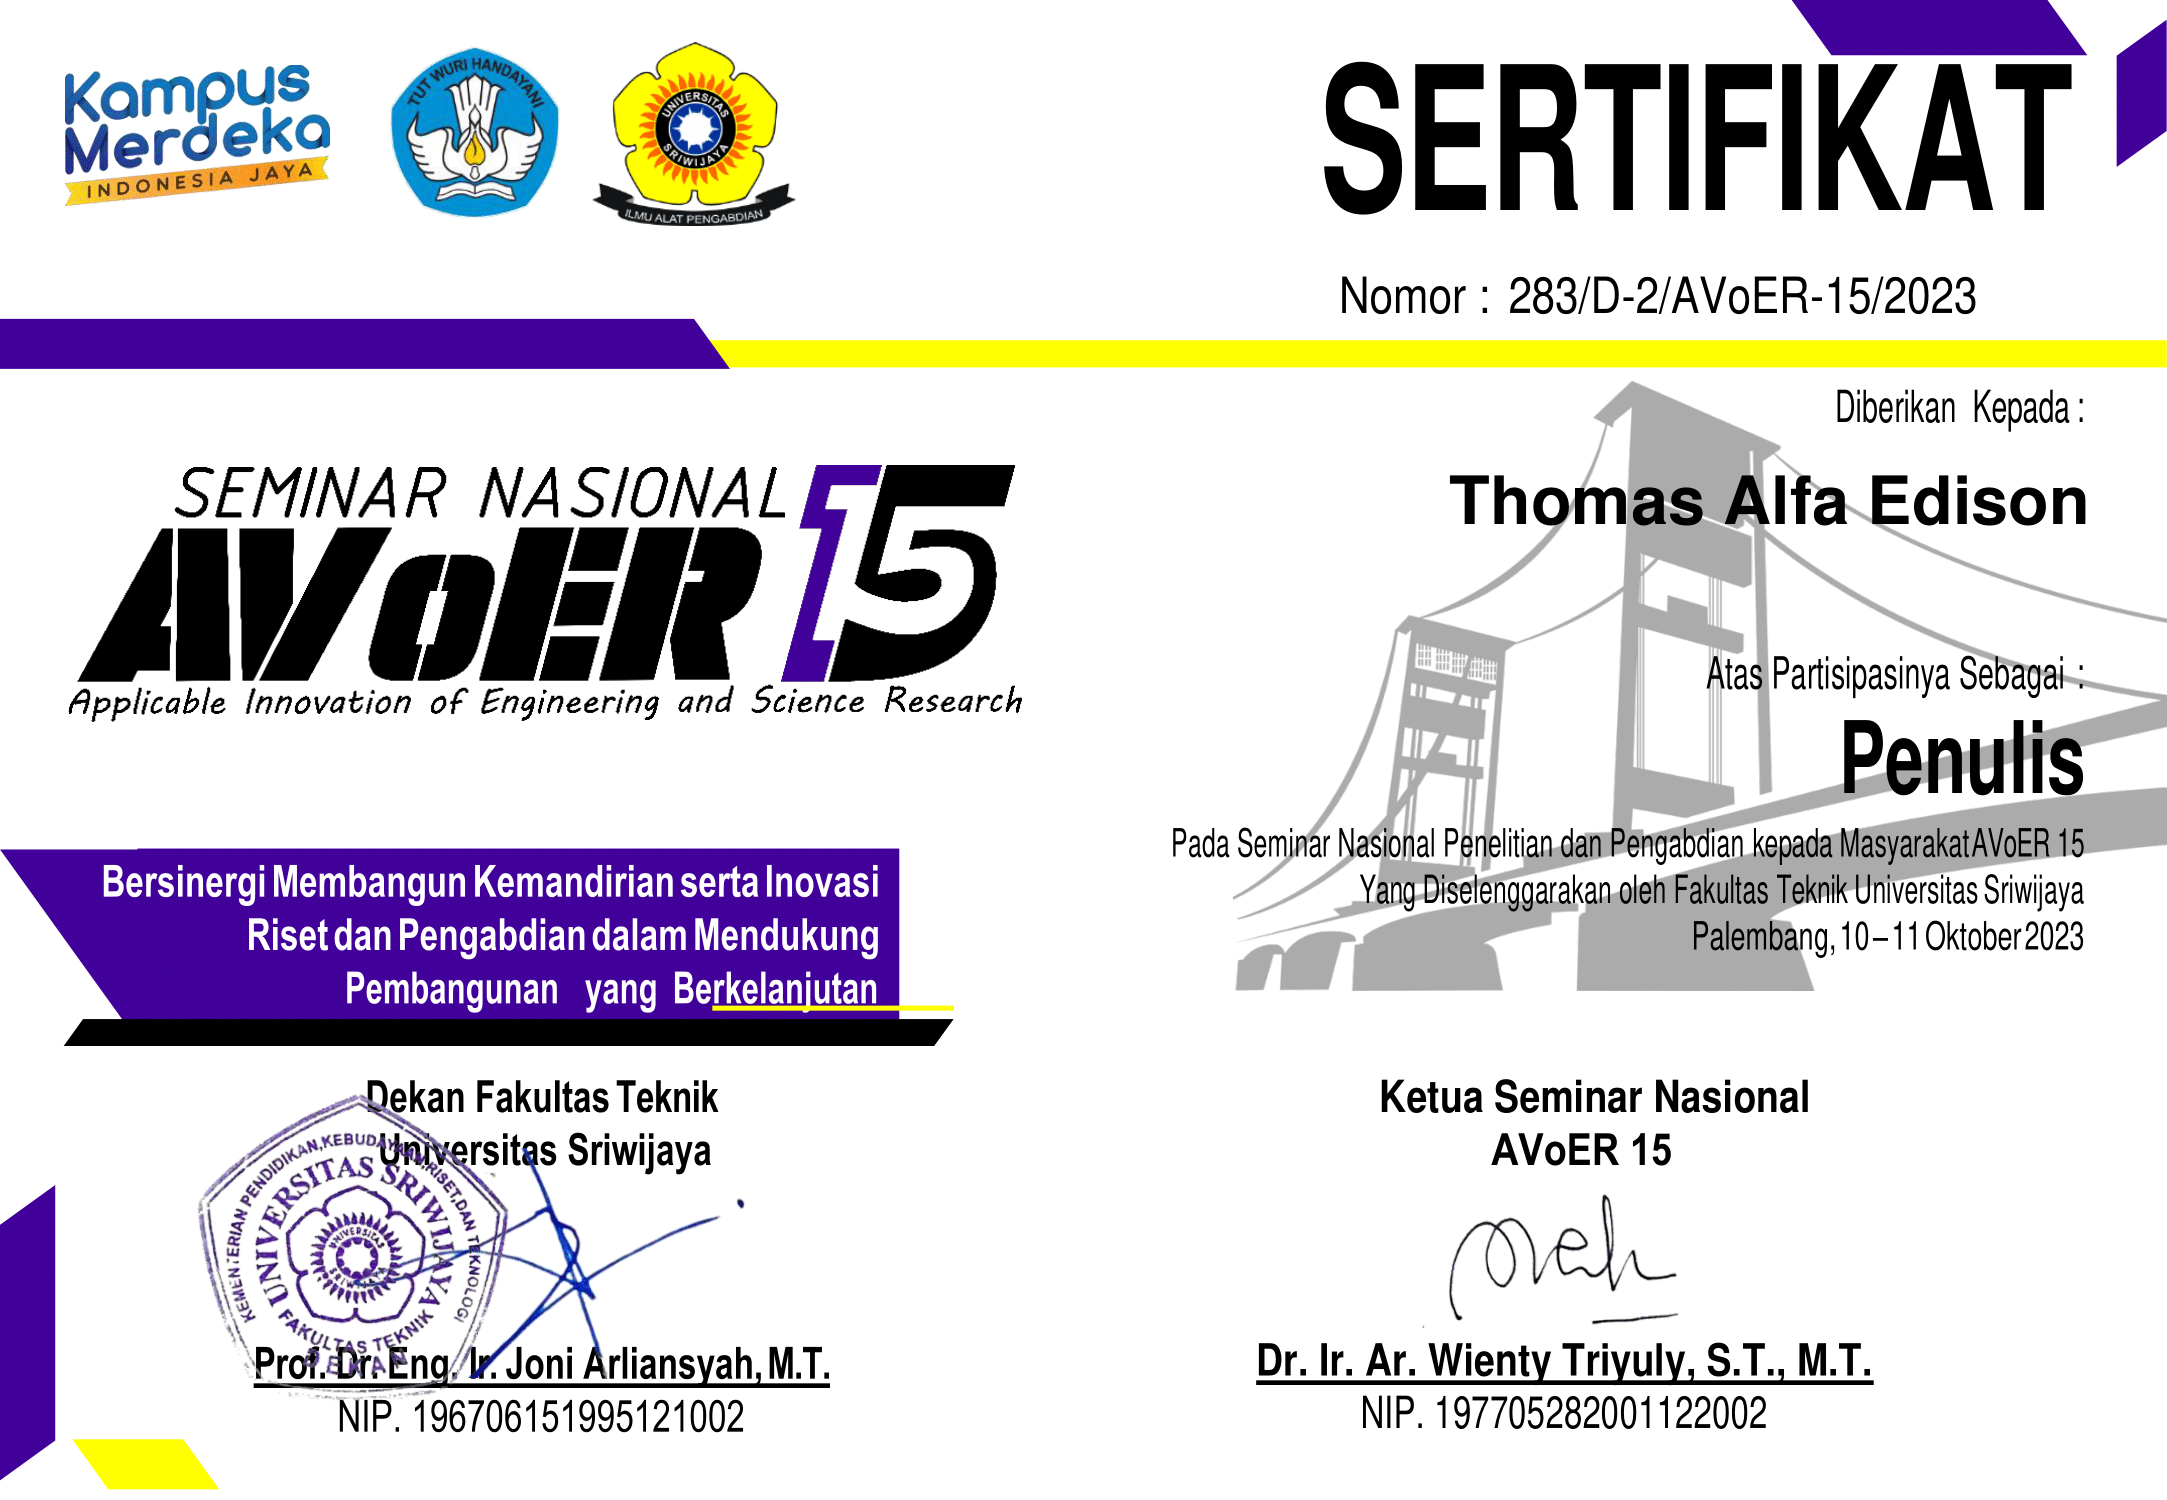 Kampus
Merdeka
INDONESIA JAYA
TUT WURI HANDAYANI
UNIVERSITAS
SRIWIJAYA
ILMU ALAT PENGABDIAN
SERTIFIKAT
Nomor : 283/D-2/AVoER-15/2023
SEMINAR NASIONAL
AVoER 15
Applicable Innovation of Engineering and Science Research
Diberikan Kepada :
Thomas Alfa Edison
Atas Partisipasinya Sebagai :
Penulis
Pada Seminar Nasional Penelitian dan Pengabdian kepada Masyarakat AVoER 15
Yang Diselenggarakan oleh Fakultas Teknik Universitas Sriwijaya
Palembang, 10 – 11 Oktober 2023
Bersinergi Membangun Kemandirian serta Inovasi
Riset dan Pengabdian dalam Mendukung
Pembangunan yang Berkelanjutan
Dekan Fakultas Teknik
Universitas Sriwijaya
KEMENTERIAN PENDIDIKAN, KEBUDAYAAN, RISET, DAN TEKNOLOGI
UNIVERSITAS SRIWIJAYA
UNIVERSITAS
SRIWIJAYA
FAKULTAS TEKNIK
DEKAN
Prof. Dr. Eng. Ir. Joni Arliansyah, M.T.
NIP. 196706151995121002
Ketua Seminar Nasional
AVoER 15
Dr. Ir. Ar. Wienty Triyuly, S.T., M.T.
NIP. 197705282001122002